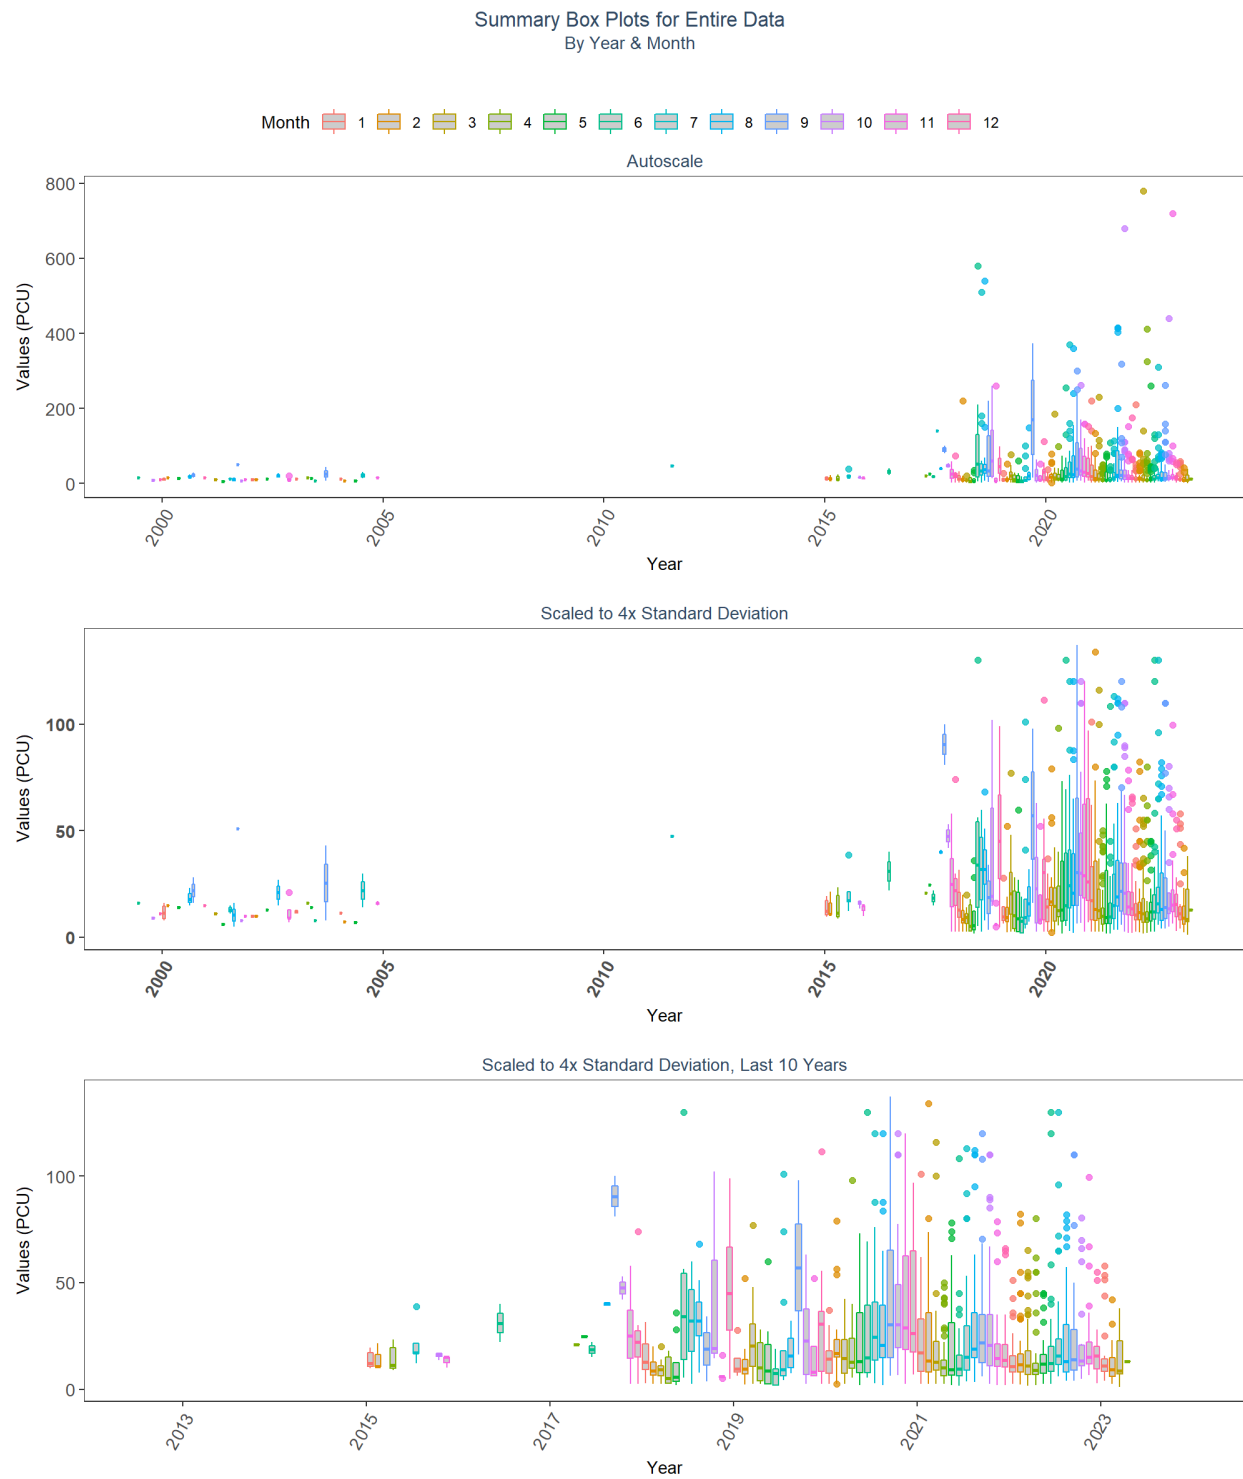 Summary Box Plots for Entire Data
By Year & Month
Month 1 2 3 4 5 6 7 8 9 10 11 12
Autoscale
Values (PCU)
800
600
400
200
0
2000 2005 2010 2015 2020
Year
Scaled to 4x Standard Deviation
Values (PCU)
100
50
0
2000 2005 2010 2015 2020
Year
Scaled to 4x Standard Deviation, Last 10 Years
Values (PCU)
100
50
0
2013 2015 2017 2019 2021 2023
Year